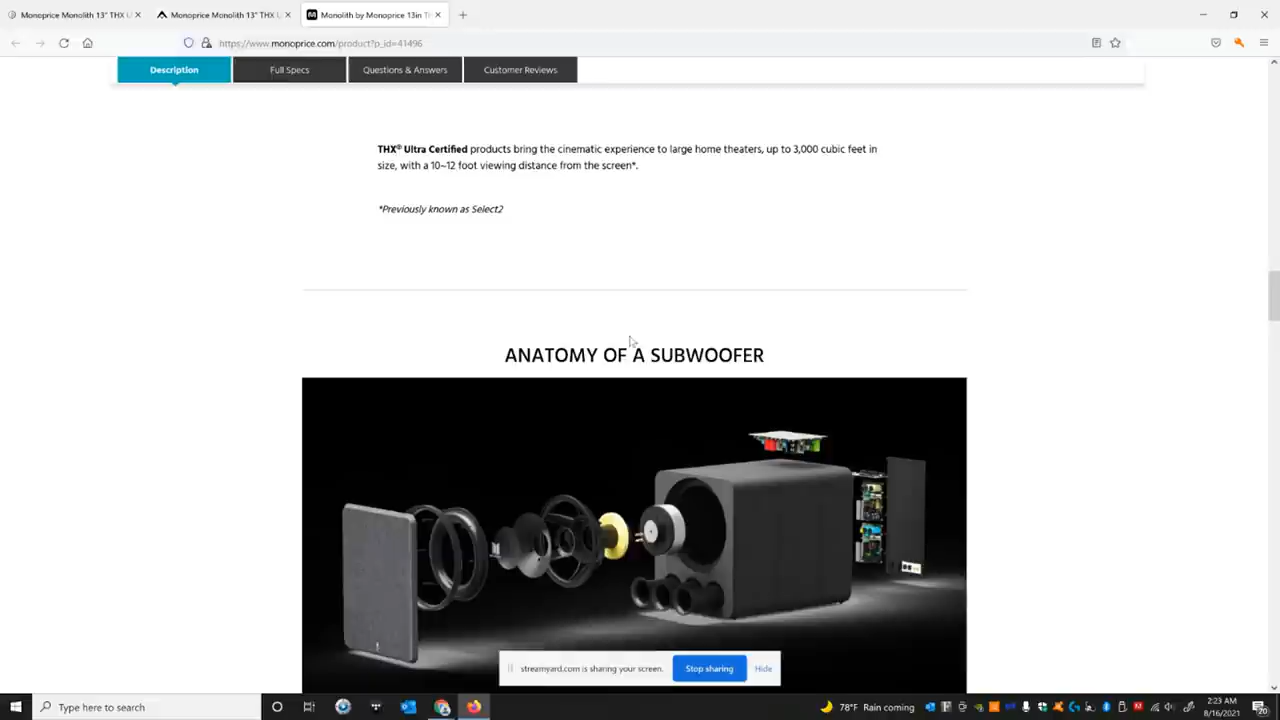 Monoprice Monolith 13" THX U
Monoprice Monolith 13" THX U
Monolith by Monoprice 13in Th
https://www.monoprice.com/product?p_id=41496
Description
Full Specs
Questions & Answers
Customer Reviews
THX® Ultra Certified products bring the cinematic experience to large home theaters, up to 3,000 cubic feet in
size, with a 10~12 foot viewing distance from the screen*.
*Previously known as Select2
ANATOMY OF A SUBWOOFER
streamyard.com is sharing your screen.
Stop sharing
Hide
Type here to search
78°F Rain coming
2:23 AM
8/16/2021
20